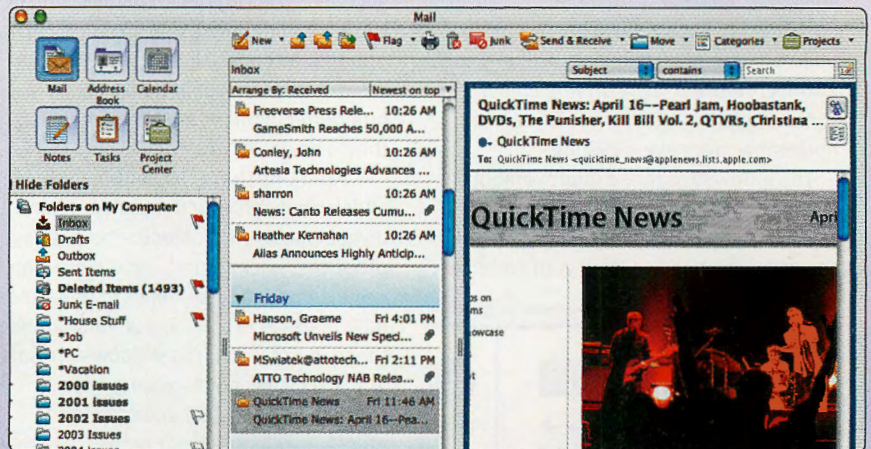 Mail
New Flag Junk Send & Receive Move Categories Projects
Mail
Address Book
Calendar
Notes
Tasks
Project Center
Hide Folders
Folders on My Computer
Inbox
Drafts
Outbox
Sent Items
Deleted Items (1493)
Junk E-mail
*House Stuff
*Job
*PC
*Vacation
2000 issues
2001 issues
2002 Issues
2003 Issues
Inbox
Subject contains Search
Arrange By: Received Newest on top
Freeverse Press Rele... 10:26 AM
GameSmith Reaches 50,000 A...
Conley, John 10:26 AM
Artesia Technologies Advances ...
sharron 10:26 AM
News: Canto Releases Cumu...
Heather Kernahan 10:26 AM
Alias Announces Highly Anticip...
Friday
Hanson, Graeme Fri 4:01 PM
Microsoft Unveils New Speci...
MSwiatek@attotech... Fri 2:11 PM
ATTO Technology NAB Relea...
QuickTime News Fri 11:46 AM
QuickTime News: April 16--Pea...
QuickTime News: April 16--Pearl Jam, Hoobastank,
DVDs, The Punisher, Kill Bill Vol. 2, QTVRs, Christina ...
QuickTime News
To: QuickTime News <quicktime_news@applenews.lists.apple.com>
QuickTime News Apri